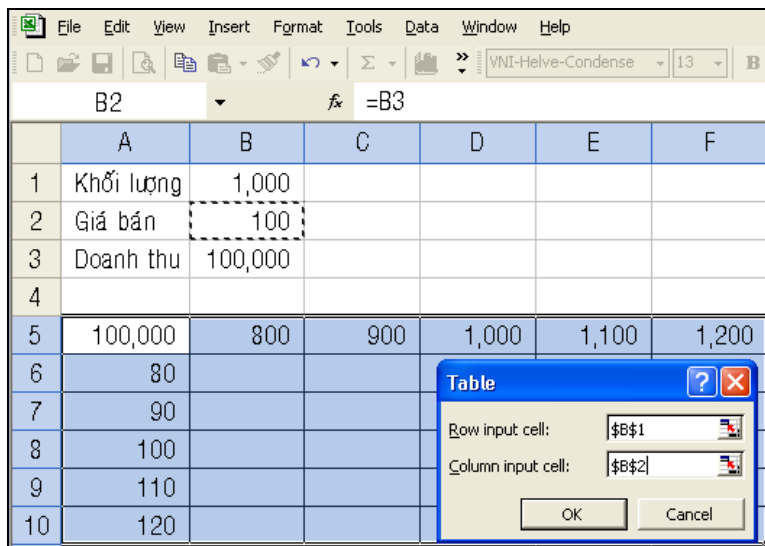 File Edit View Insert Format Tools Data Window Help
VNI-Helve-Condense 13 B
B2 fx =B3
A B C D E F
1 Khối lượng 1,000
2 Giá bán 100
3 Doanh thu 100,000
4
5 100,000 800 900 1,000 1,100 1,200
6 80
7 90
8 100
9 110
10 120
Table
Row input cell: $B$1
Column input cell: $B$2
OK Cancel